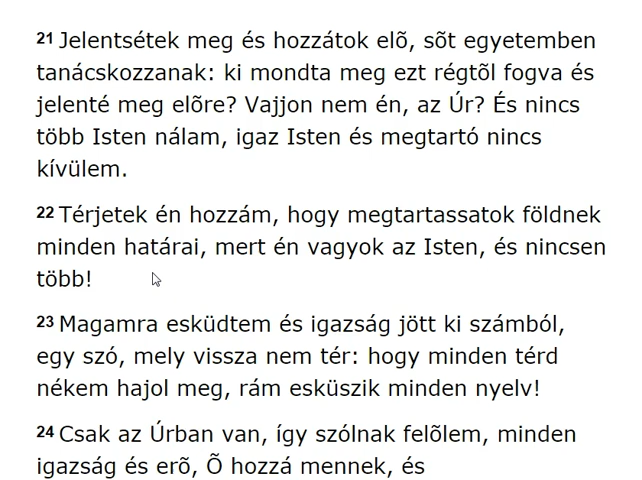 21 Jelentsétek meg és hozzátok elõ, sõt egyetemben
tanácskozzanak: ki mondta meg ezt régtõl fogva és
jelenté meg elõre? Vajjon nem én, az Úr? És nincs
több Isten nálam, igaz Isten és megtartó nincs
kívülem.
22 Térjetek én hozzám, hogy megtartassatok földnek
minden határai, mert én vagyok az Isten, és nincsen
több!
23 Magamra esküdtem és igazság jött ki számból,
egy szó, mely vissza nem tér: hogy minden térd
nékem hajol meg, rám esküszik minden nyelv!
24 Csak az Úrban van, így szólnak felõlem, minden
igazság és erõ, Õ hozzá mennek, és